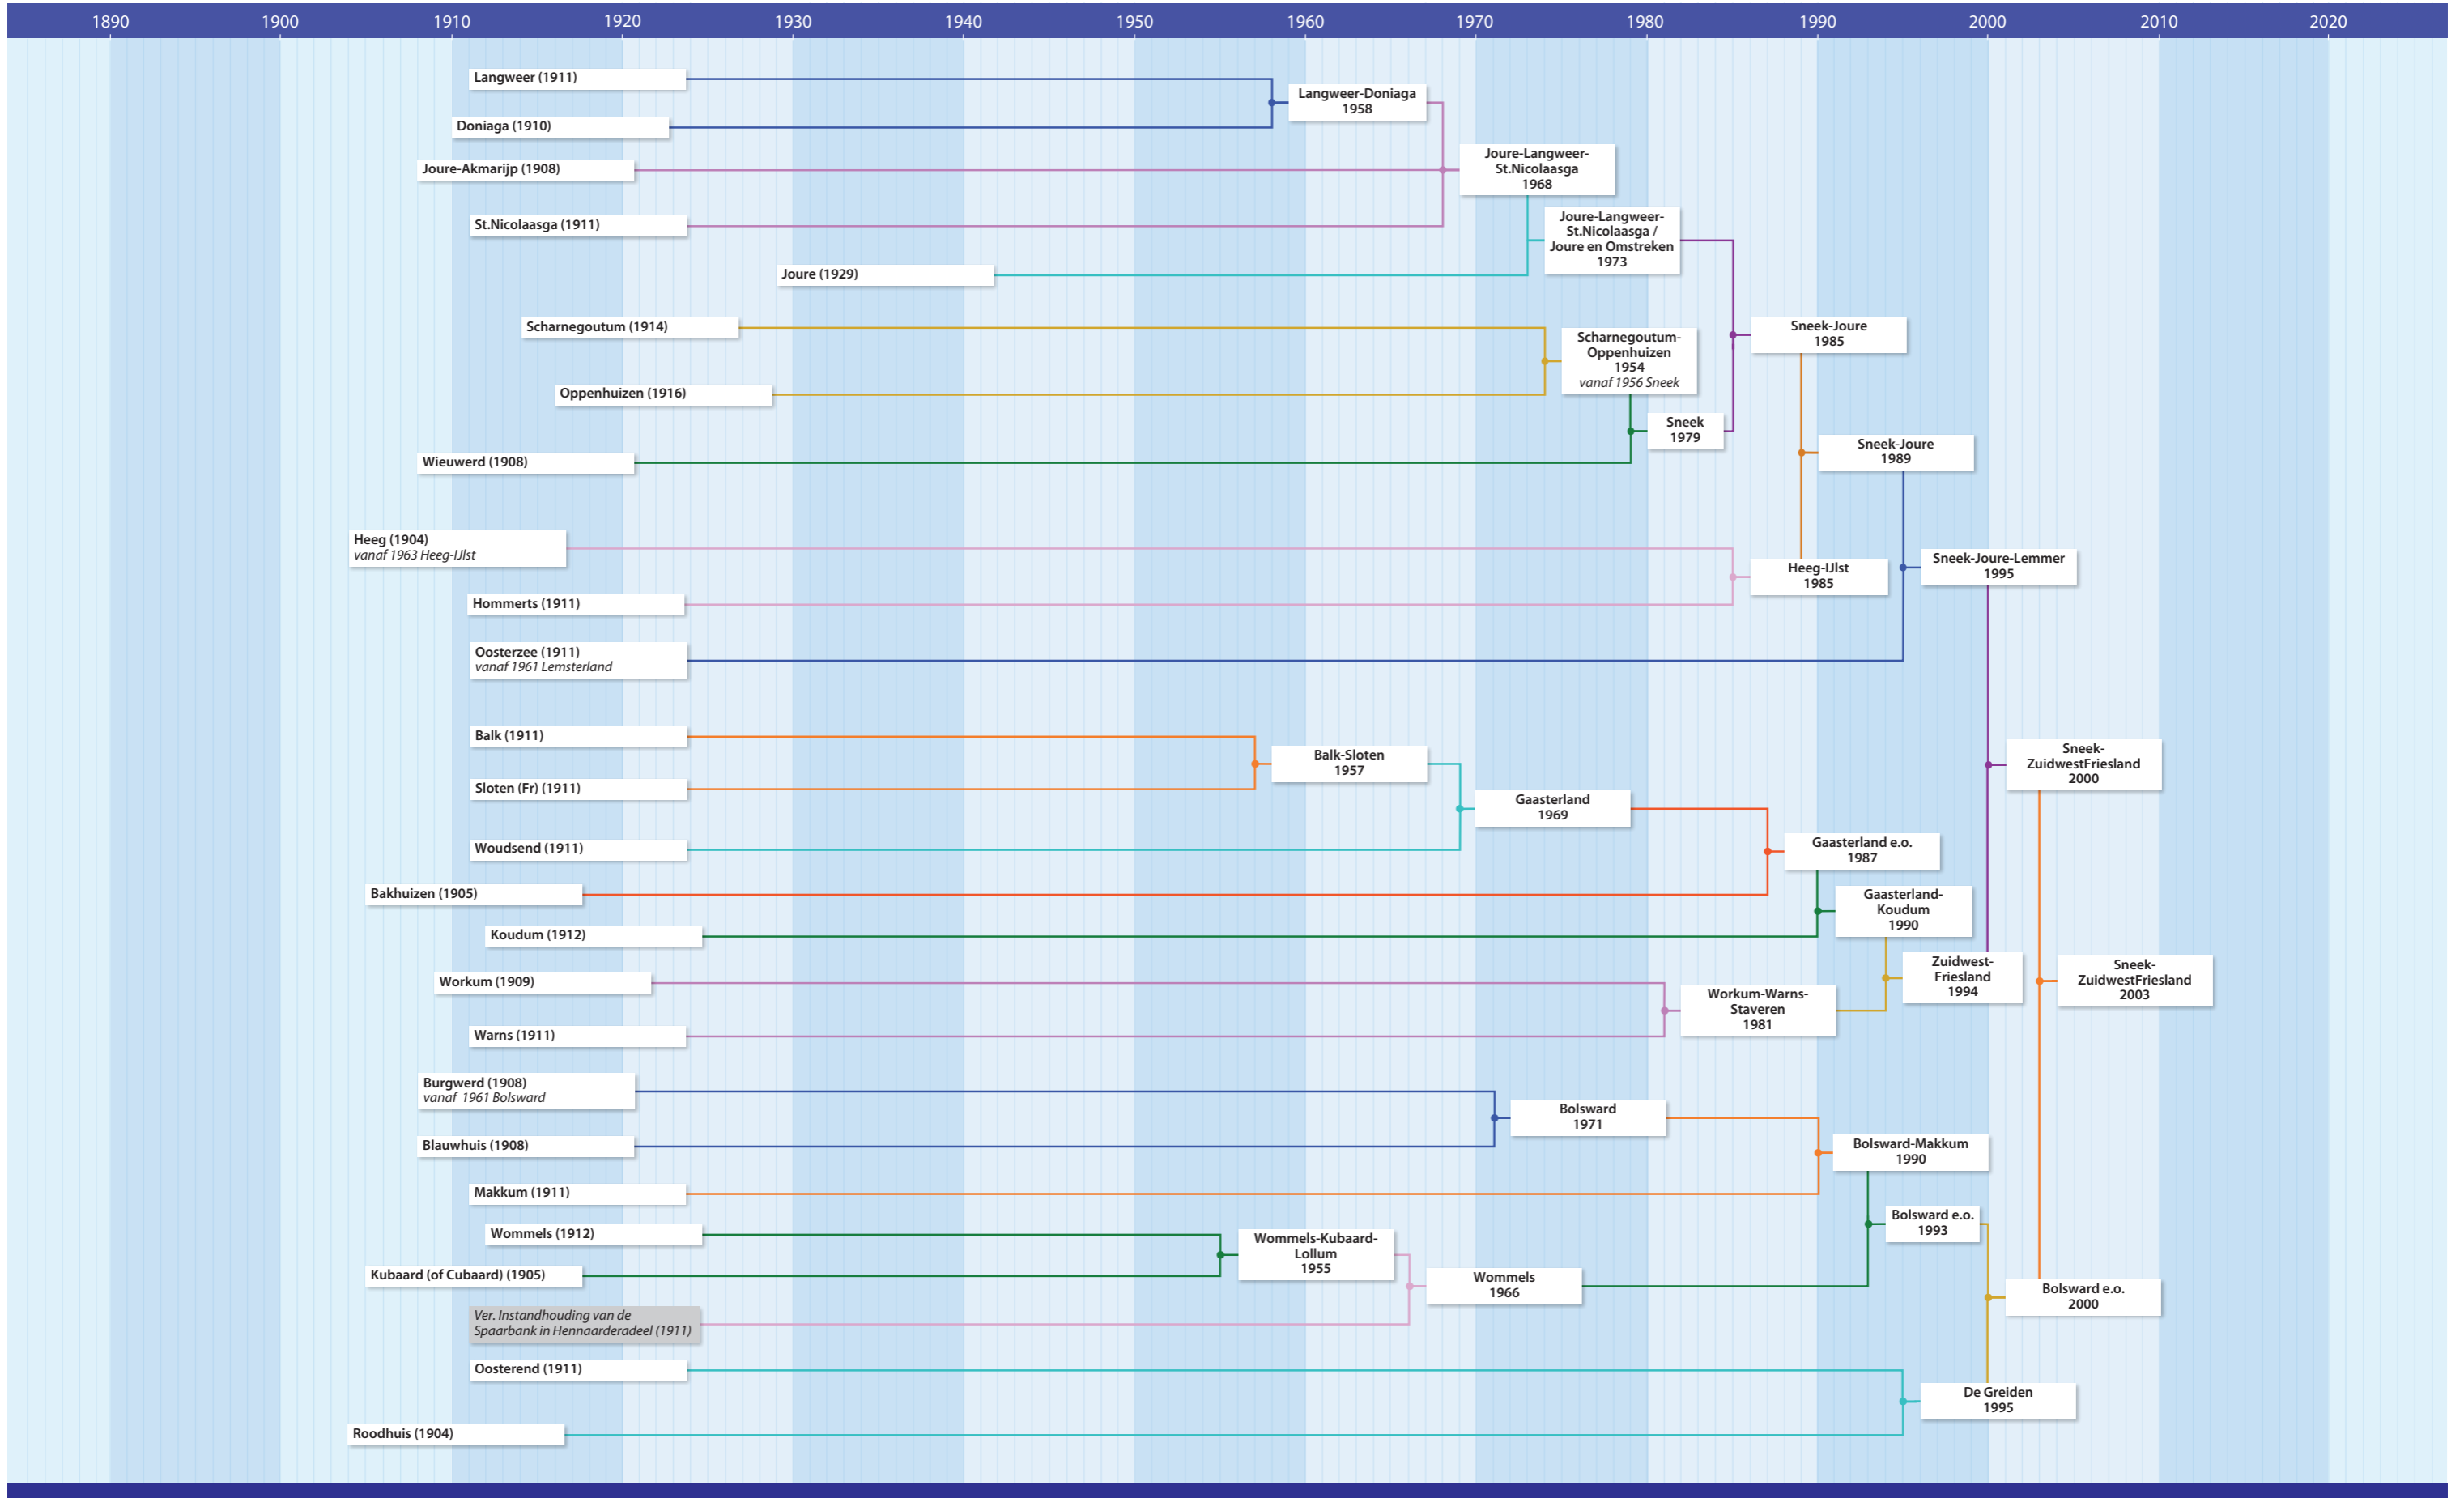 1890 1900 1910 1920 1930 1940 1950 1960 1970 1980 1990 2000 2010 2020
Langweer (1911)
Langweer-Doniaga
1958
Doniaga (1910)
Joure-Akmarijp (1908)
Joure-Langweer-
St.Nicolaasga
1968
St.Nicolaasga (1911)
Joure-Langweer-
St.Nicolaasga /
Joure en Omstreken
1973
Joure (1929)
Scharnegoutum (1914)
Sneek-Joure
1985
Scharnegoutum-
Oppenhuizen
1954
vanaf 1956 Sneek
Oppenhuizen (1916)
Sneek
1979
Sneek-Joure
1989
Wieuwerd (1908)
Heeg (1904)
vanaf 1963 Heeg-IJlst
Heeg-IJlst
1985
Sneek-Joure-Lemmer
1995
Hommerts (1911)
Oosterzee (1911)
vanaf 1961 Lemsterland
Balk (1911)
Balk-Sloten
1957
Sneek-
ZuidwestFriesland
2000
Sloten (Fr) (1911)
Gaasterland
1969
Woudsend (1911)
Gaasterland e.o.
1987
Bakhuizen (1905)
Gaasterland-
Koudum
1990
Koudum (1912)
Workum (1909)
Zuidwest-
Friesland
1994
Sneek-
ZuidwestFriesland
2003
Workum-Warns-
Staveren
1981
Warns (1911)
Burgwerd (1908)
vanaf 1961 Bolsward
Bolsward
1971
Blauwhuis (1908)
Bolsward-Makkum
1990
Makkum (1911)
Wommels (1912)
Bolsward e.o.
1993
Wommels-Kubaard-
Lollum
1955
Kubaard (of Cubaard) (1905)
Wommels
1966
Bolsward e.o.
2000
Ver. Instandhouding van de
Spaarbank in Hennaarderadeel (1911)
Oosterend (1911)
De Greiden
1995
Roodhuis (1904)